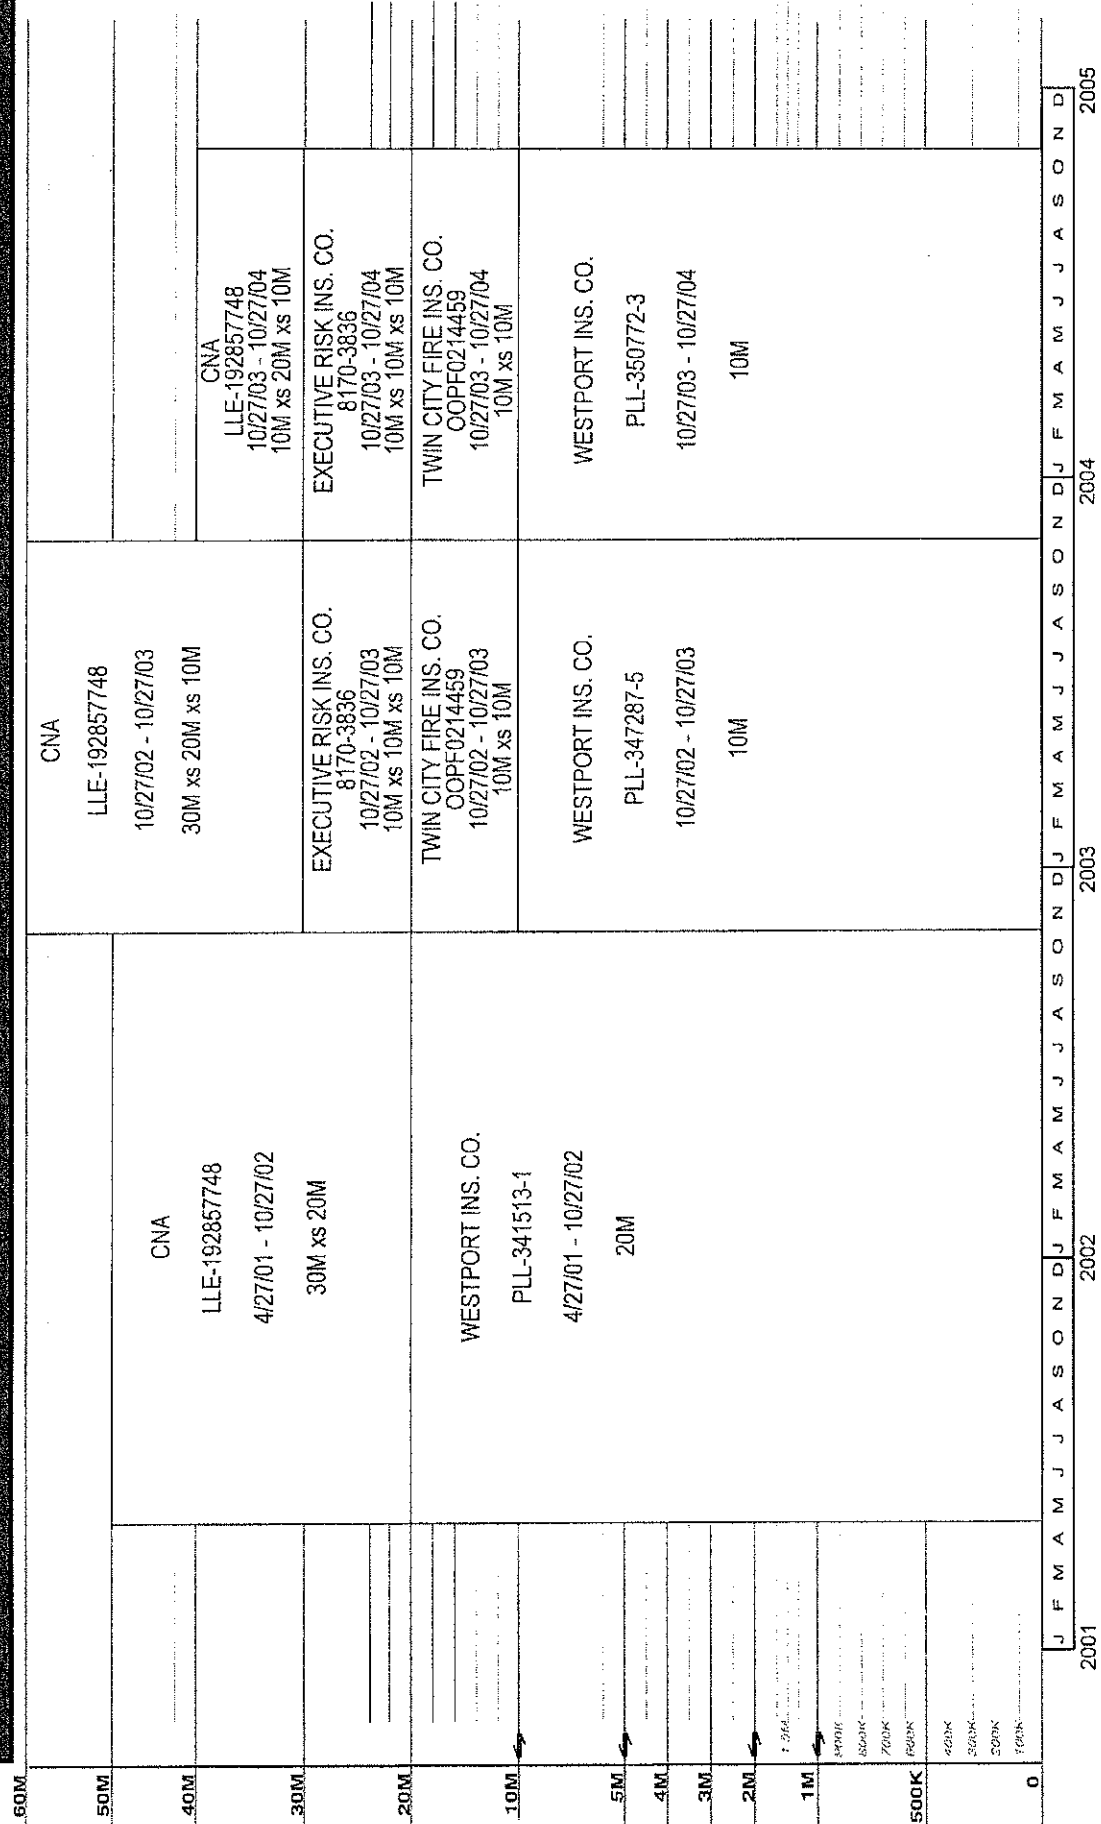 60M
50M
40M
30M
20M
10M
5M
4M
3M
2M
1M
500K
0
900K
800K
700K
600K
400K
300K
200K
100K
CNA
LLE-192857748
4/27/01 - 10/27/02
30M xs 20M
WESTPORT INS. CO.
PLL-341513-1
4/27/01 - 10/27/02
20M
CNA
LLE-192857748
10/27/02 - 10/27/03
30M xs 20M xs 10M
EXECUTIVE RISK INS. CO.
8170-3836
10/27/02 - 10/27/03
10M xs 10M xs 10M
TWIN CITY FIRE INS. CO.
OOPF0214459
10/27/02 - 10/27/03
10M xs 10M
WESTPORT INS. CO.
PLL-347287-5
10/27/02 - 10/27/03
10M
CNA
LLE-192857748
10/27/03 - 10/27/04
10M xs 20M xs 10M
EXECUTIVE RISK INS. CO.
8170-3836
10/27/03 - 10/27/04
10M xs 10M xs 10M
TWIN CITY FIRE INS. CO.
OOPF0214459
10/27/03 - 10/27/04
10M xs 10M
WESTPORT INS. CO.
PLL-350772-3
10/27/03 - 10/27/04
10M
J F M A M J J A S O N D J F M A M J J A S O N D J F M A M J J A S O N D J F M A M J J A S O N D
2001 2002 2003 2004 2005